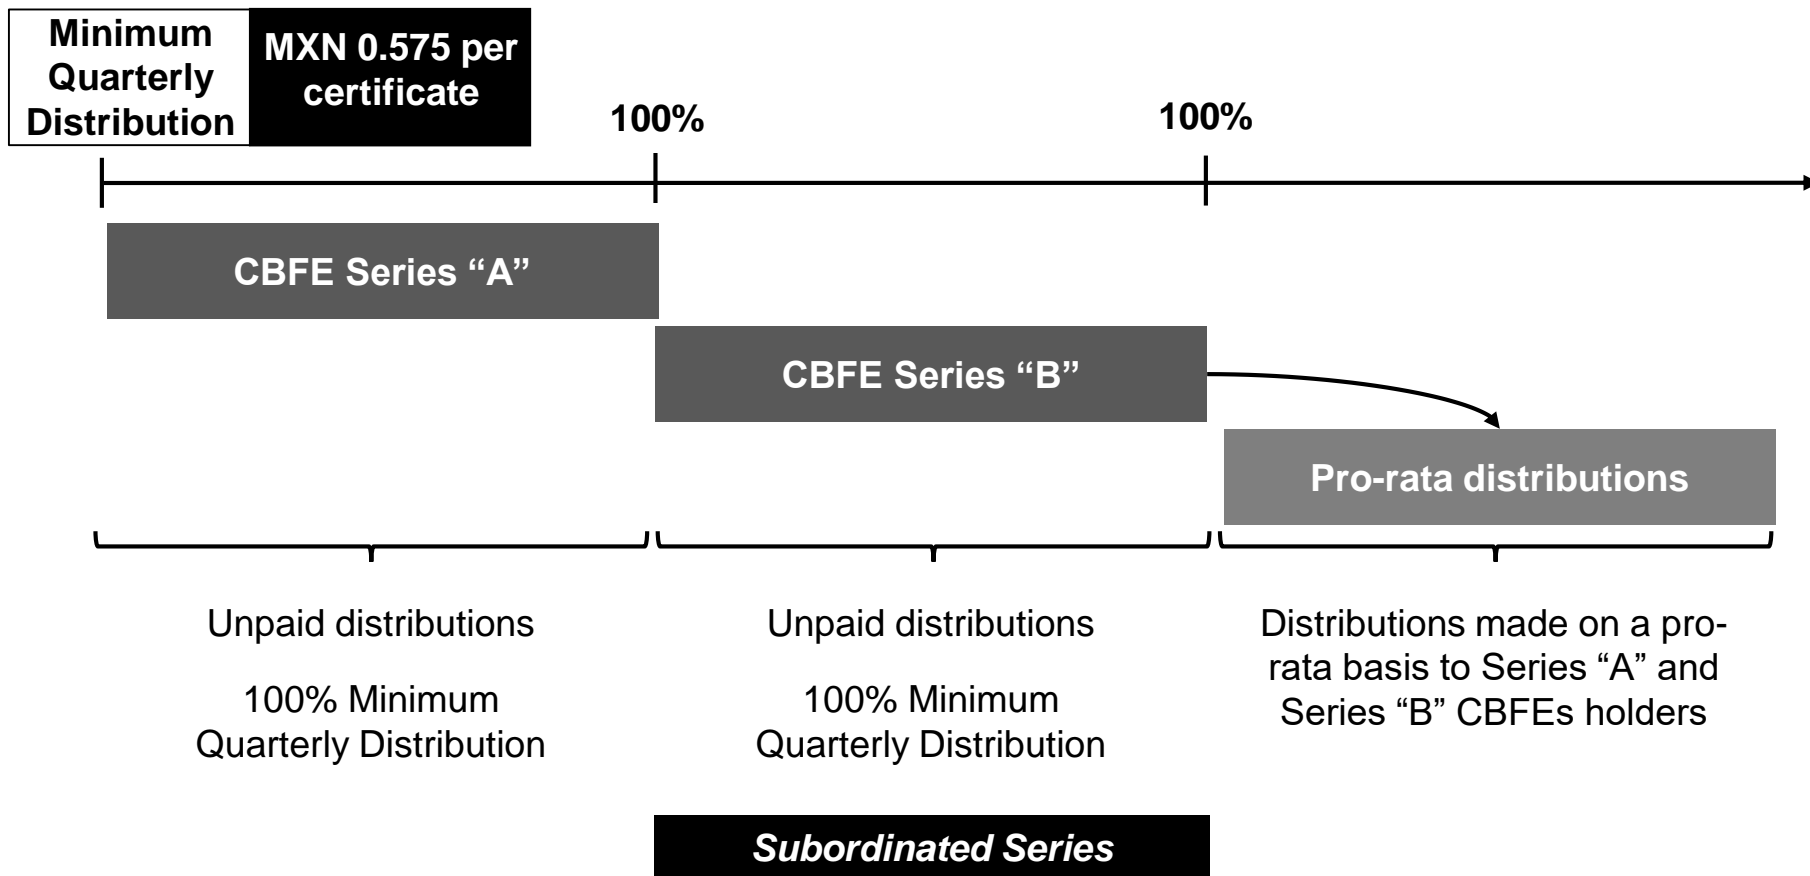 Minimum
Quarterly
Distribution
MXN 0.575 per
certificate
100%
100%
CBFE Series “A”
CBFE Series “B”
Pro-rata distributions
Unpaid distributions
100% Minimum
Quarterly Distribution
Unpaid distributions
100% Minimum
Quarterly Distribution
Distributions made on a pro-
rata basis to Series “A” and
Series “B” CBFEs holders
Subordinated Series